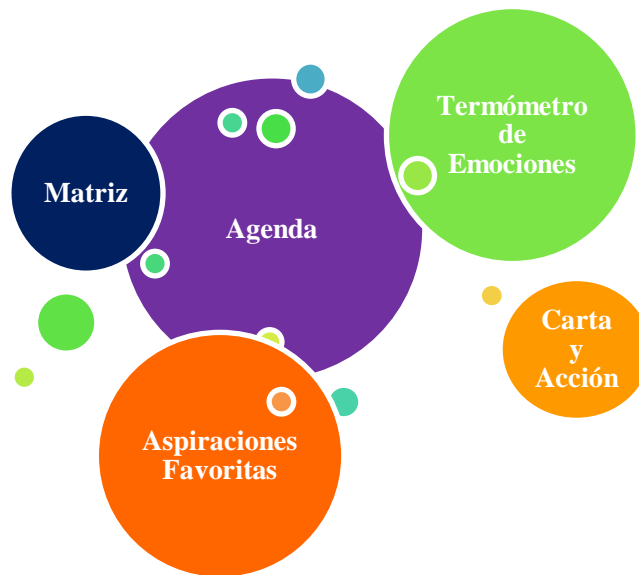 Termómetro
de
Emociones
Matriz
Agenda
Carta
y
Acción
Aspiraciones
Favoritas